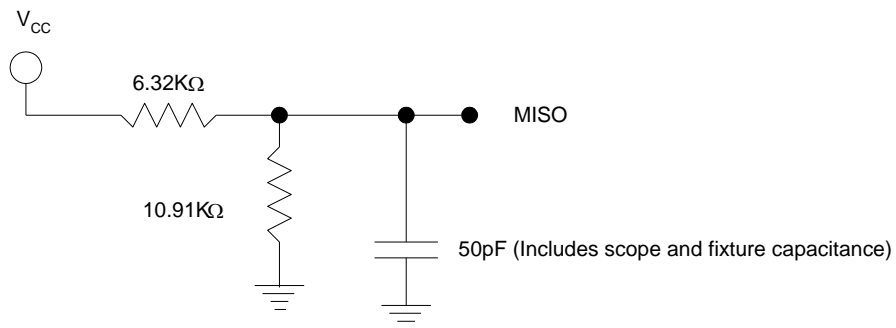 V_CC
6.32KΩ
MISO
10.91KΩ
50pF (Includes scope and fixture capacitance)